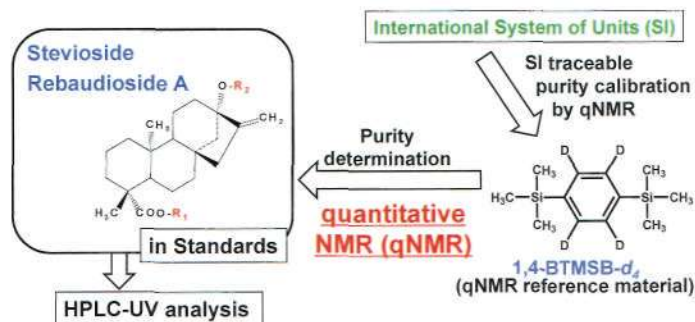 Stevioside
Rebaudioside A
O-R₂
CH₃
CH₂
H₃C
COO-R₁
in Standards
HPLC-UV analysis
International System of Units (SI)
SI traceable
purity calibration
by qNMR
Purity
determination
quantitative
NMR (qNMR)
D D
CH₃ CH₃
H₃C-Si Si-CH₃
CH₃ CH₃
D D
1,4-BTMSB-d₄
(qNMR reference material)